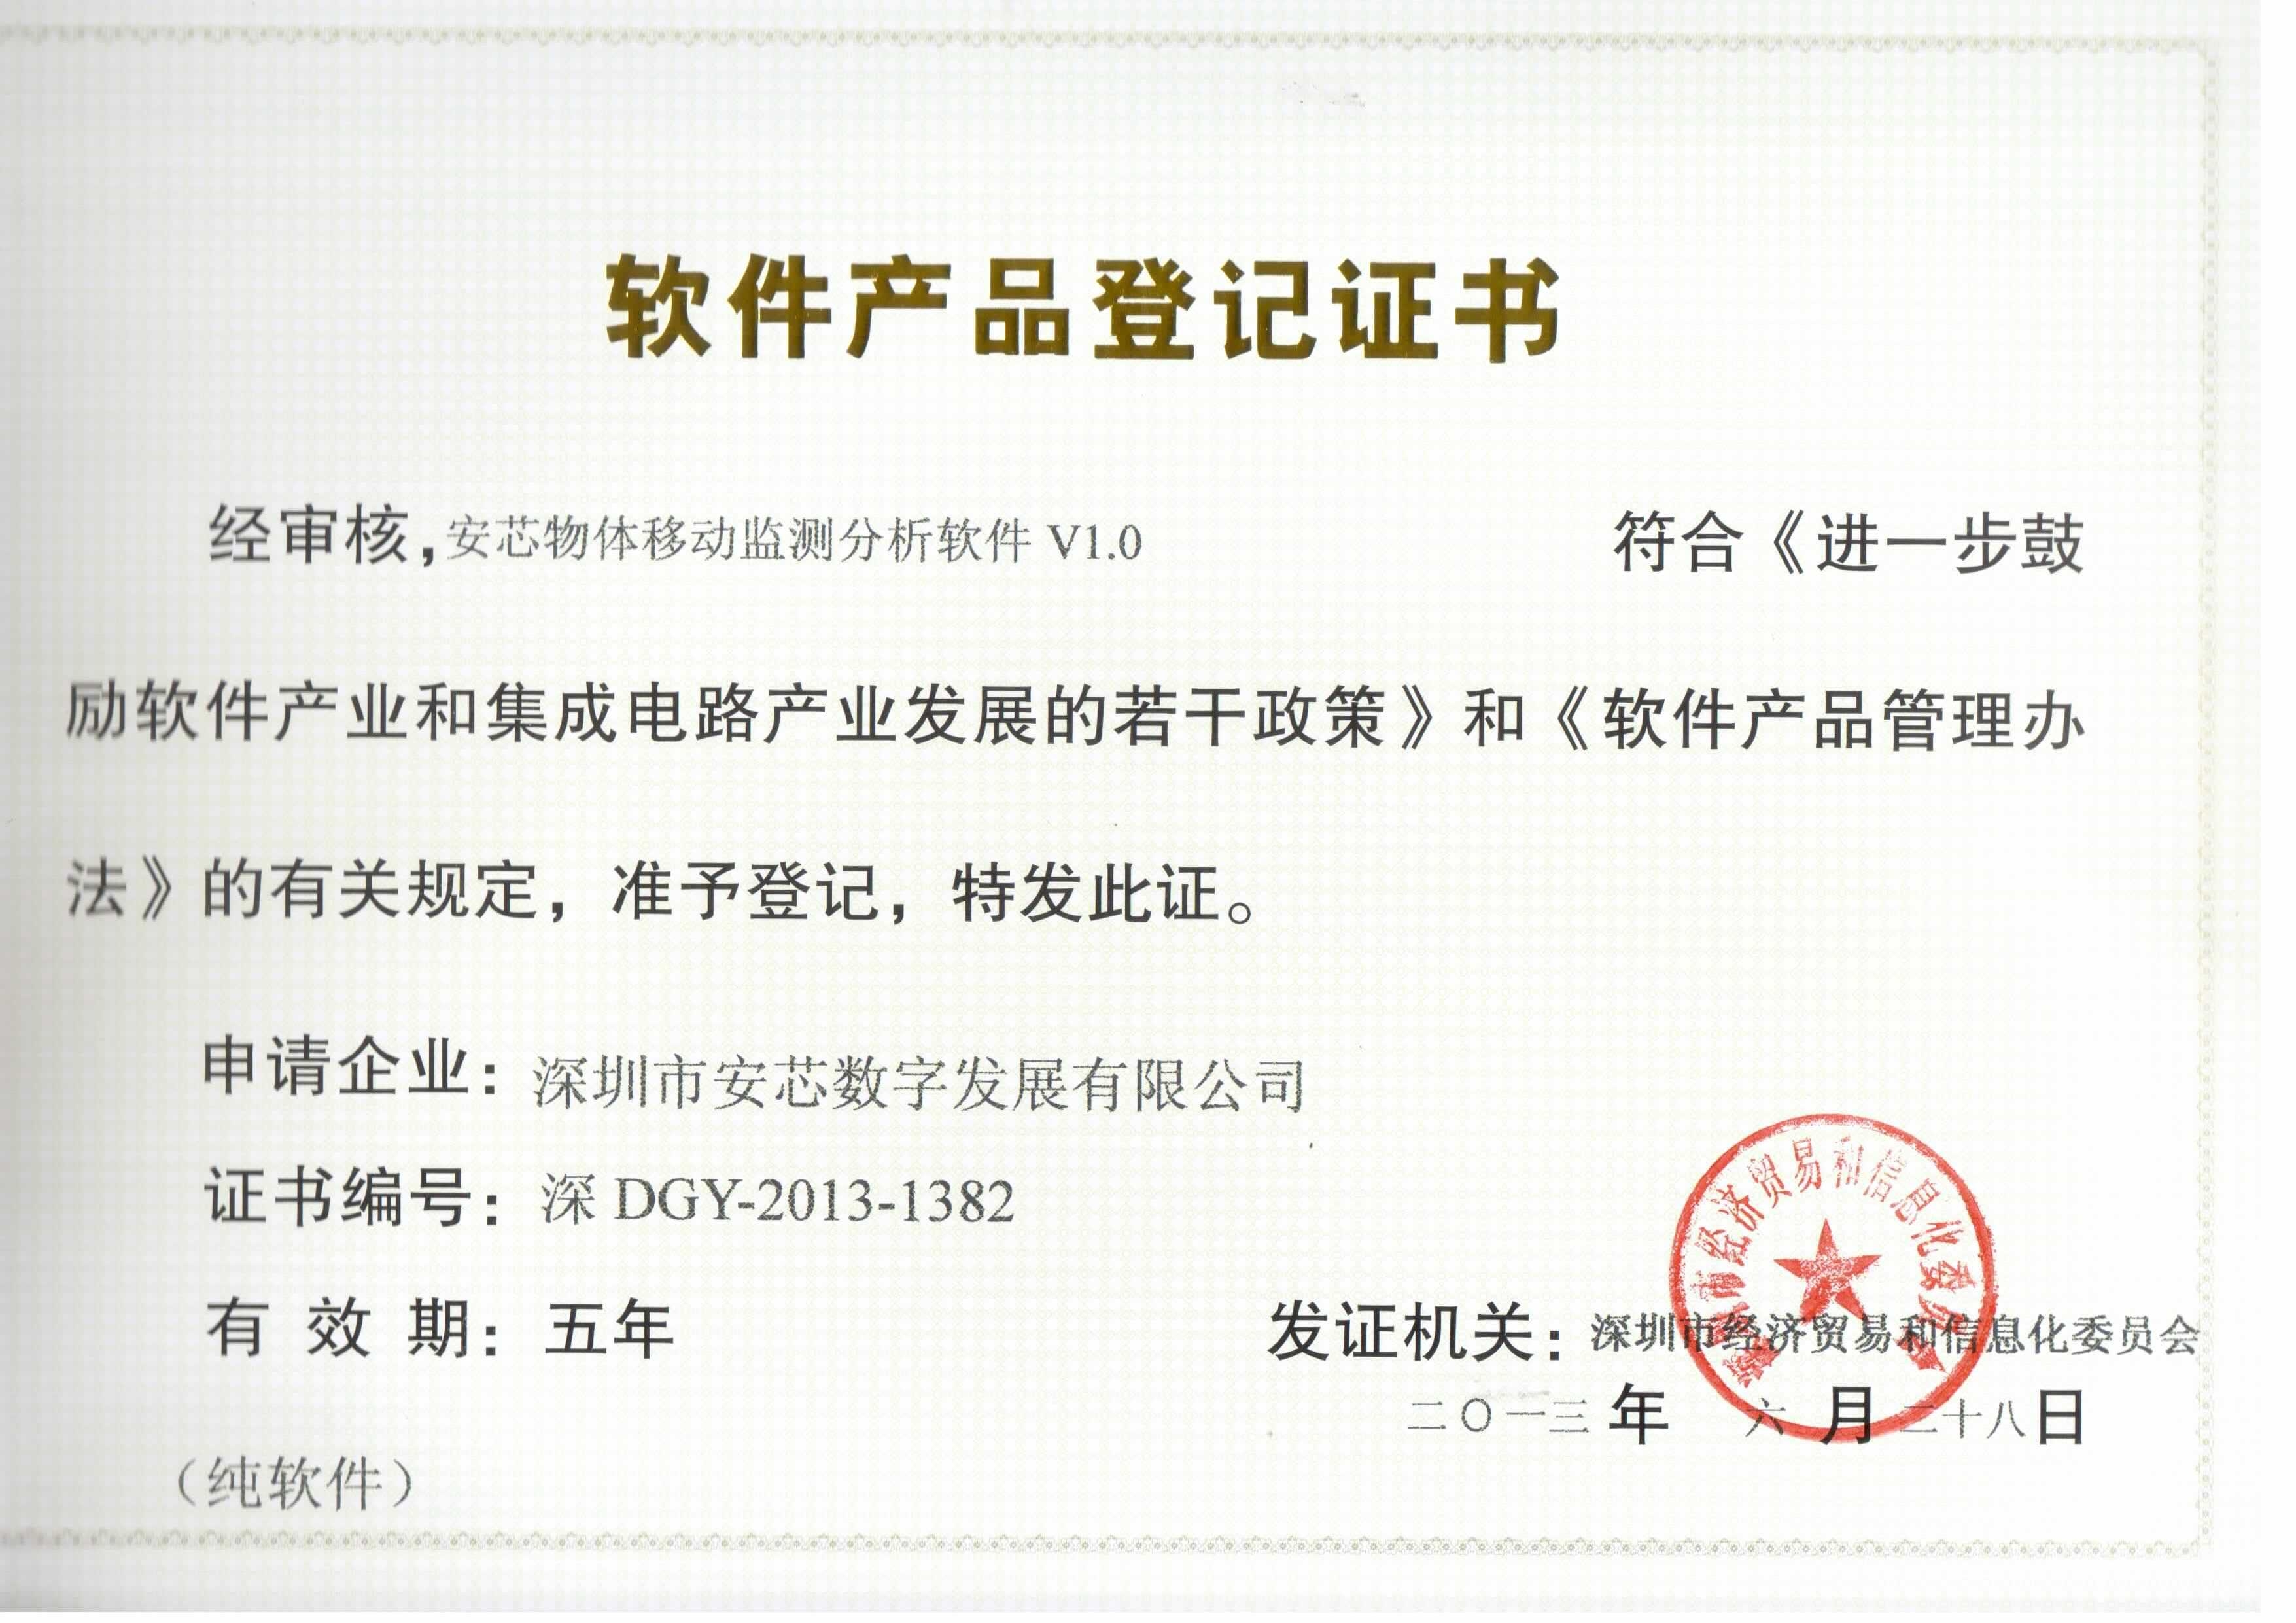 软件产品登记证书
经审核，安芯物体移动监测分析软件 V1.0 符合《进一步鼓
励软件产业和集成电路产业发展的若干政策》和《软件产品管理办
法》的有关规定，准予登记，特发此证。
申请企业：深圳市安芯数字发展有限公司
证书编号：深 DGY-2013-1382
有 效 期：五年
发证机关：深圳市经济贸易和信息化委员会
二〇一三年 六月二十八日
（纯软件）
深圳市经济贸易和信息化委员会